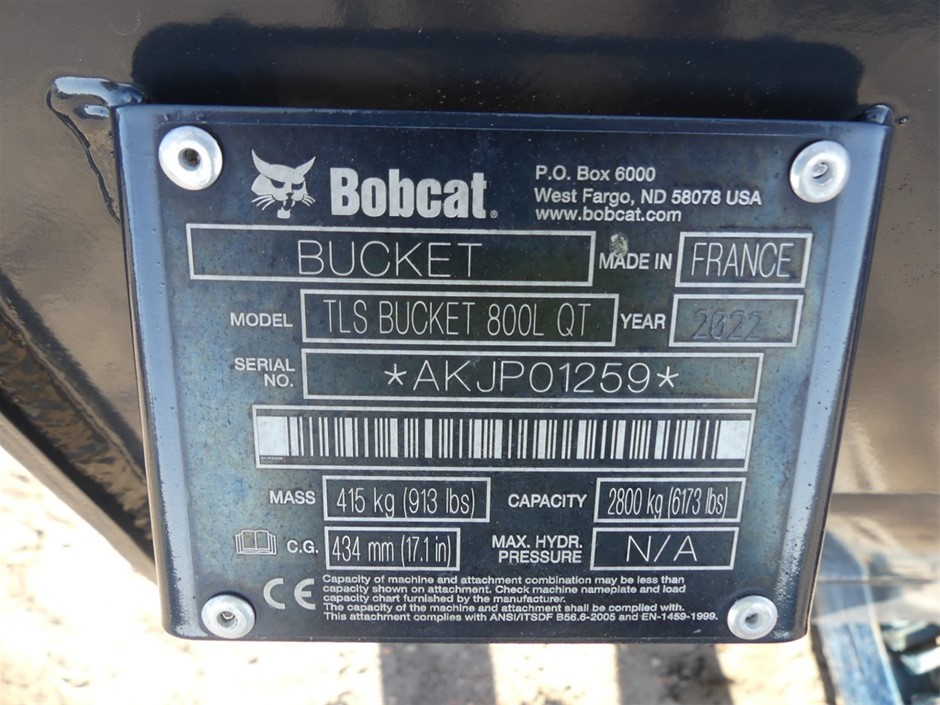 Bobcat®
P.O. Box 6000
West Fargo, ND 58078 USA
www.bobcat.com
BUCKET MADE IN FRANCE
MODEL TLS BUCKET 800L QT YEAR 2022
SERIAL NO. *AKJP01259*
MASS 415 kg (913 lbs) CAPACITY 2800 kg (6173 lbs)
C.G. 434 mm (17.1 in) MAX. HYDR. PRESSURE N/A
CE
Capacity of machine and attachment combination may be less than
capacity shown on attachment. Check machine nameplate and load
capacity chart furnished by the manufacturer.
The capacity of the machine and attachment shall be complied with.
This attachment complies with ANSI/ITSDF B56.6-2005 and EN-1459-1999.